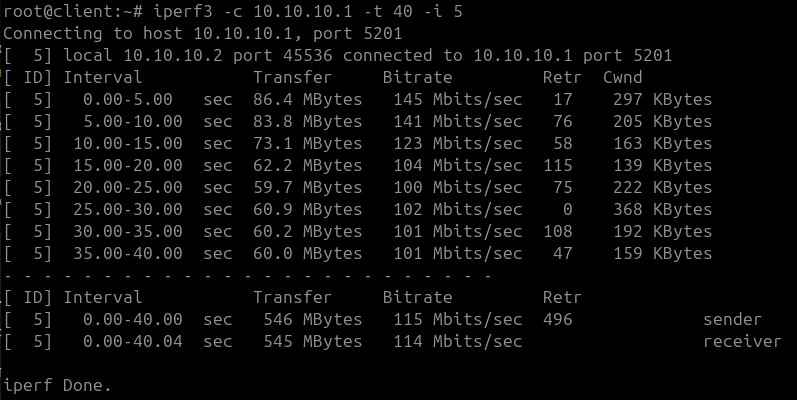 root@client:~# iperf3 -c 10.10.10.1 -t 40 -i 5
Connecting to host 10.10.10.1, port 5201
[  5] local 10.10.10.2 port 45536 connected to 10.10.10.1 port 5201
[ ID] Interval           Transfer     Bitrate         Retr  Cwnd
[  5]   0.00-5.00   sec  86.4 MBytes   145 Mbits/sec   17    297 KBytes
[  5]   5.00-10.00  sec  83.8 MBytes   141 Mbits/sec   76    205 KBytes
[  5]  10.00-15.00  sec  73.1 MBytes   123 Mbits/sec   58    163 KBytes
[  5]  15.00-20.00  sec  62.2 MBytes   104 Mbits/sec  115    139 KBytes
[  5]  20.00-25.00  sec  59.7 MBytes   100 Mbits/sec   75    222 KBytes
[  5]  25.00-30.00  sec  60.9 MBytes   102 Mbits/sec    0    368 KBytes
[  5]  30.00-35.00  sec  60.2 MBytes   101 Mbits/sec  108    192 KBytes
[  5]  35.00-40.00  sec  60.0 MBytes   101 Mbits/sec   47    159 KBytes
- - - - - - - - - - - - - - - - - - - - - - - - -
[ ID] Interval           Transfer     Bitrate         Retr
[  5]   0.00-40.00  sec   546 MBytes   115 Mbits/sec  496             sender
[  5]   0.00-40.04  sec   545 MBytes   114 Mbits/sec                  receiver
iperf Done.